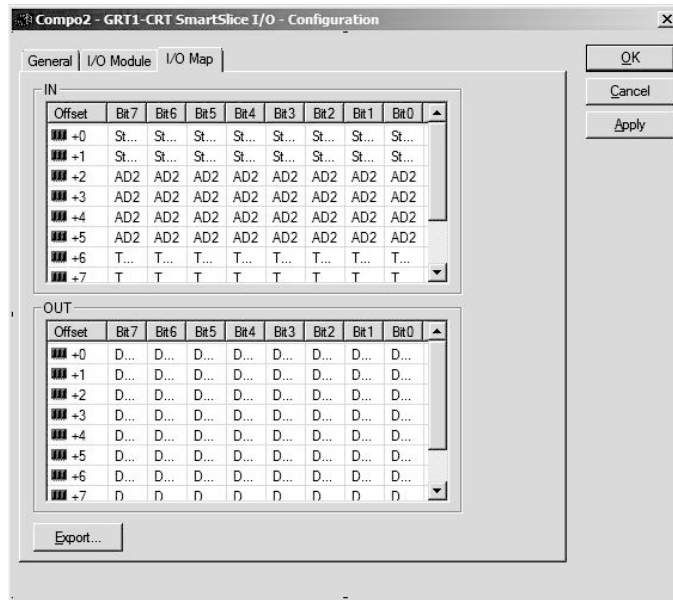 Compo2 - GRT1-CRT SmartSlice I/O - Configuration
General I/O Module I/O Map
OK
Cancel
Apply
IN
Offset Bit7 Bit6 Bit5 Bit4 Bit3 Bit2 Bit1 Bit0
+0 St... St... St... St... St... St... St... St...
+1 St... St... St... St... St... St... St... St...
+2 AD2 AD2 AD2 AD2 AD2 AD2 AD2 AD2
+3 AD2 AD2 AD2 AD2 AD2 AD2 AD2 AD2
+4 AD2 AD2 AD2 AD2 AD2 AD2 AD2 AD2
+5 AD2 AD2 AD2 AD2 AD2 AD2 AD2 AD2
+6 T... T... T... T... T... T... T... T...
+7 T T T T T T T T
OUT
Offset Bit7 Bit6 Bit5 Bit4 Bit3 Bit2 Bit1 Bit0
+0 D... D... D... D... D... D... D... D...
+1 D... D... D... D... D... D... D... D...
+2 D... D... D... D... D... D... D... D...
+3 D... D... D... D... D... D... D... D...
+4 D... D... D... D... D... D... D... D...
+5 D... D... D... D... D... D... D... D...
+6 D... D... D... D... D... D... D... D...
+7 D D D D D D D D
Export...